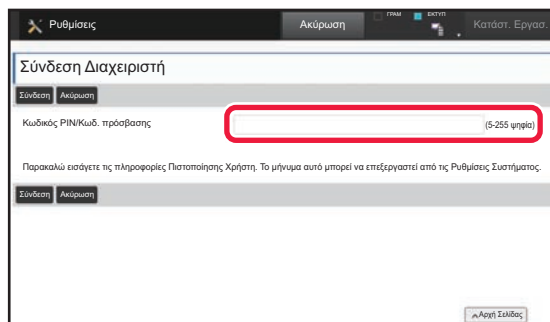 Ρυθμίσεις
Ακύρωση
ΓΡΑΜ
ΕΚΤΥΠ
Κατάστ. Εργασ.
Σύνδεση Διαχειριστή
Σύνδεση Ακύρωση
Κωδικός PIN/Κωδ. πρόσβασης
(5-255 ψηφία)
Παρακαλώ εισάγετε τις πληροφορίες Πιστοποίησης Χρήστη. Το μήνυμα αυτό μπορεί να επεξεργαστεί από τις Ρυθμίσεις Συστήματος.
Σύνδεση Ακύρωση
Αρχή Σελίδας